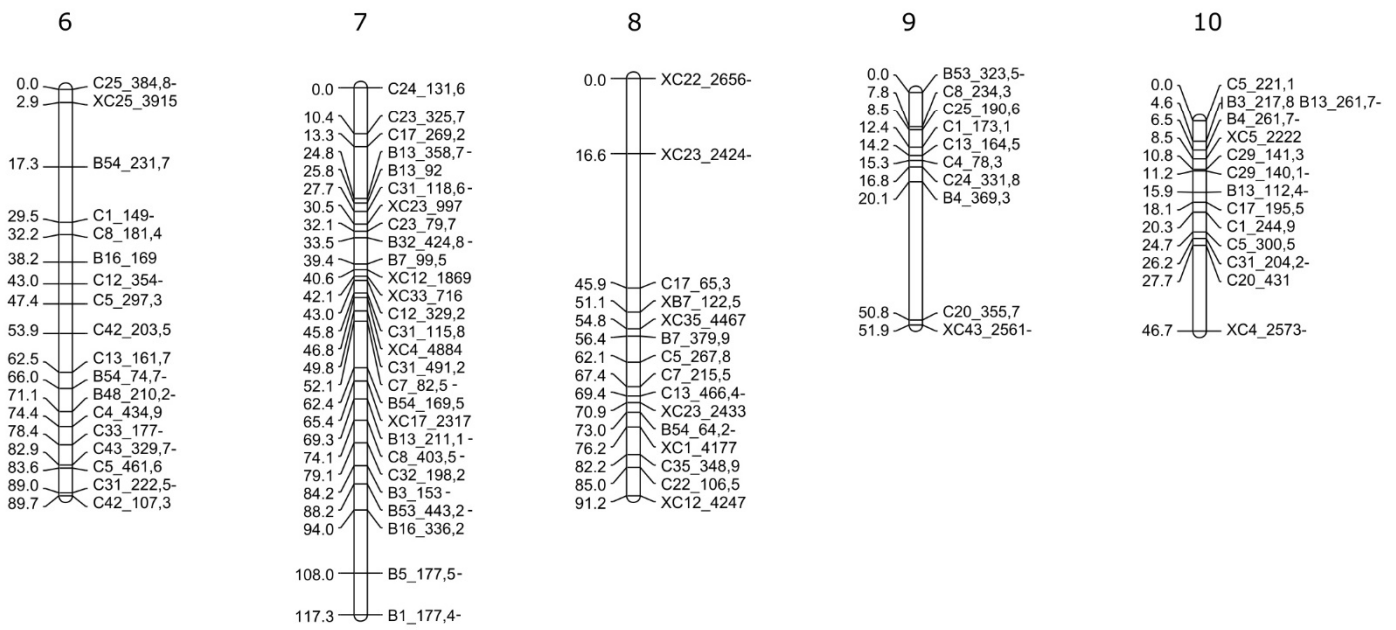 6
0.0 C25_384,8-
2.9 XC25_3915
17.3 B54_231,7
29.5 C1_149-
32.2 C8_181,4
38.2 B16_169
43.0 C12_354-
47.4 C5_297,3
53.9 C42_203,5
62.5 C13_161,7
66.0 B54_74,7-
71.1 B48_210,2-
74.4 C4_434,9
78.4 C33_177-
82.9 C43_329,7-
83.6 C5_461,6
89.0 C31_222,5-
89.7 C42_107,3
7
0.0 C24_131,6
10.4 C23_325,7
13.3 C17_269,2
24.8 B13_358,7-
25.8 B13_92
27.7 C31_118,6-
30.5 XC23_997
32.1 C23_79,7
33.5 B32_424,8 -
39.4 B7_99,5
40.6 XC12_1869
42.1 XC33_716
43.0 C12_329,2
45.8 C31_115,8
46.8 XC4_4884
49.8 C31_491,2
52.1 C7_82,5 -
62.4 B54_169,5
65.4 XC17_2317
69.3 B13_211,1 -
74.1 C8_403,5 -
79.1 C32_198,2
84.2 B3_153 -
88.2 B53_443,2 -
94.0 B16_336,2
108.0 B5_177,5-
117.3 B1_177,4-
8
0.0 XC22_2656-
16.6 XC23_2424-
45.9 C17_65,3
51.1 XB7_122,5
54.8 XC35_4467
56.4 B7_379,9
62.1 C5_267,8
67.4 C7_215,5
69.4 C13_466,4-
70.9 XC23_2433
73.0 B54_64,2-
76.2 XC1_4177
82.2 C35_348,9
85.0 C22_106,5
91.2 XC12_4247
9
0.0 B53_323,5-
7.8 C8_234,3
8.5 C25_190,6
12.4 C1_173,1
14.2 C13_164,5
15.3 C4_78,3
16.8 C24_331,8
20.1 B4_369,3
50.8 C20_355,7
51.9 XC43_2561-
10
0.0 C5_221,1
4.6 B3_217,8 B13_261,7-
6.5 B4_261,7-
8.5 XC5_2222
10.8 C29_141,3
11.2 C29_140,1-
15.9 B13_112,4-
18.1 C17_195,5
20.3 C1_244,9
24.7 C5_300,5
26.2 C31_204,2-
27.7 C20_431
46.7 XC4_2573-